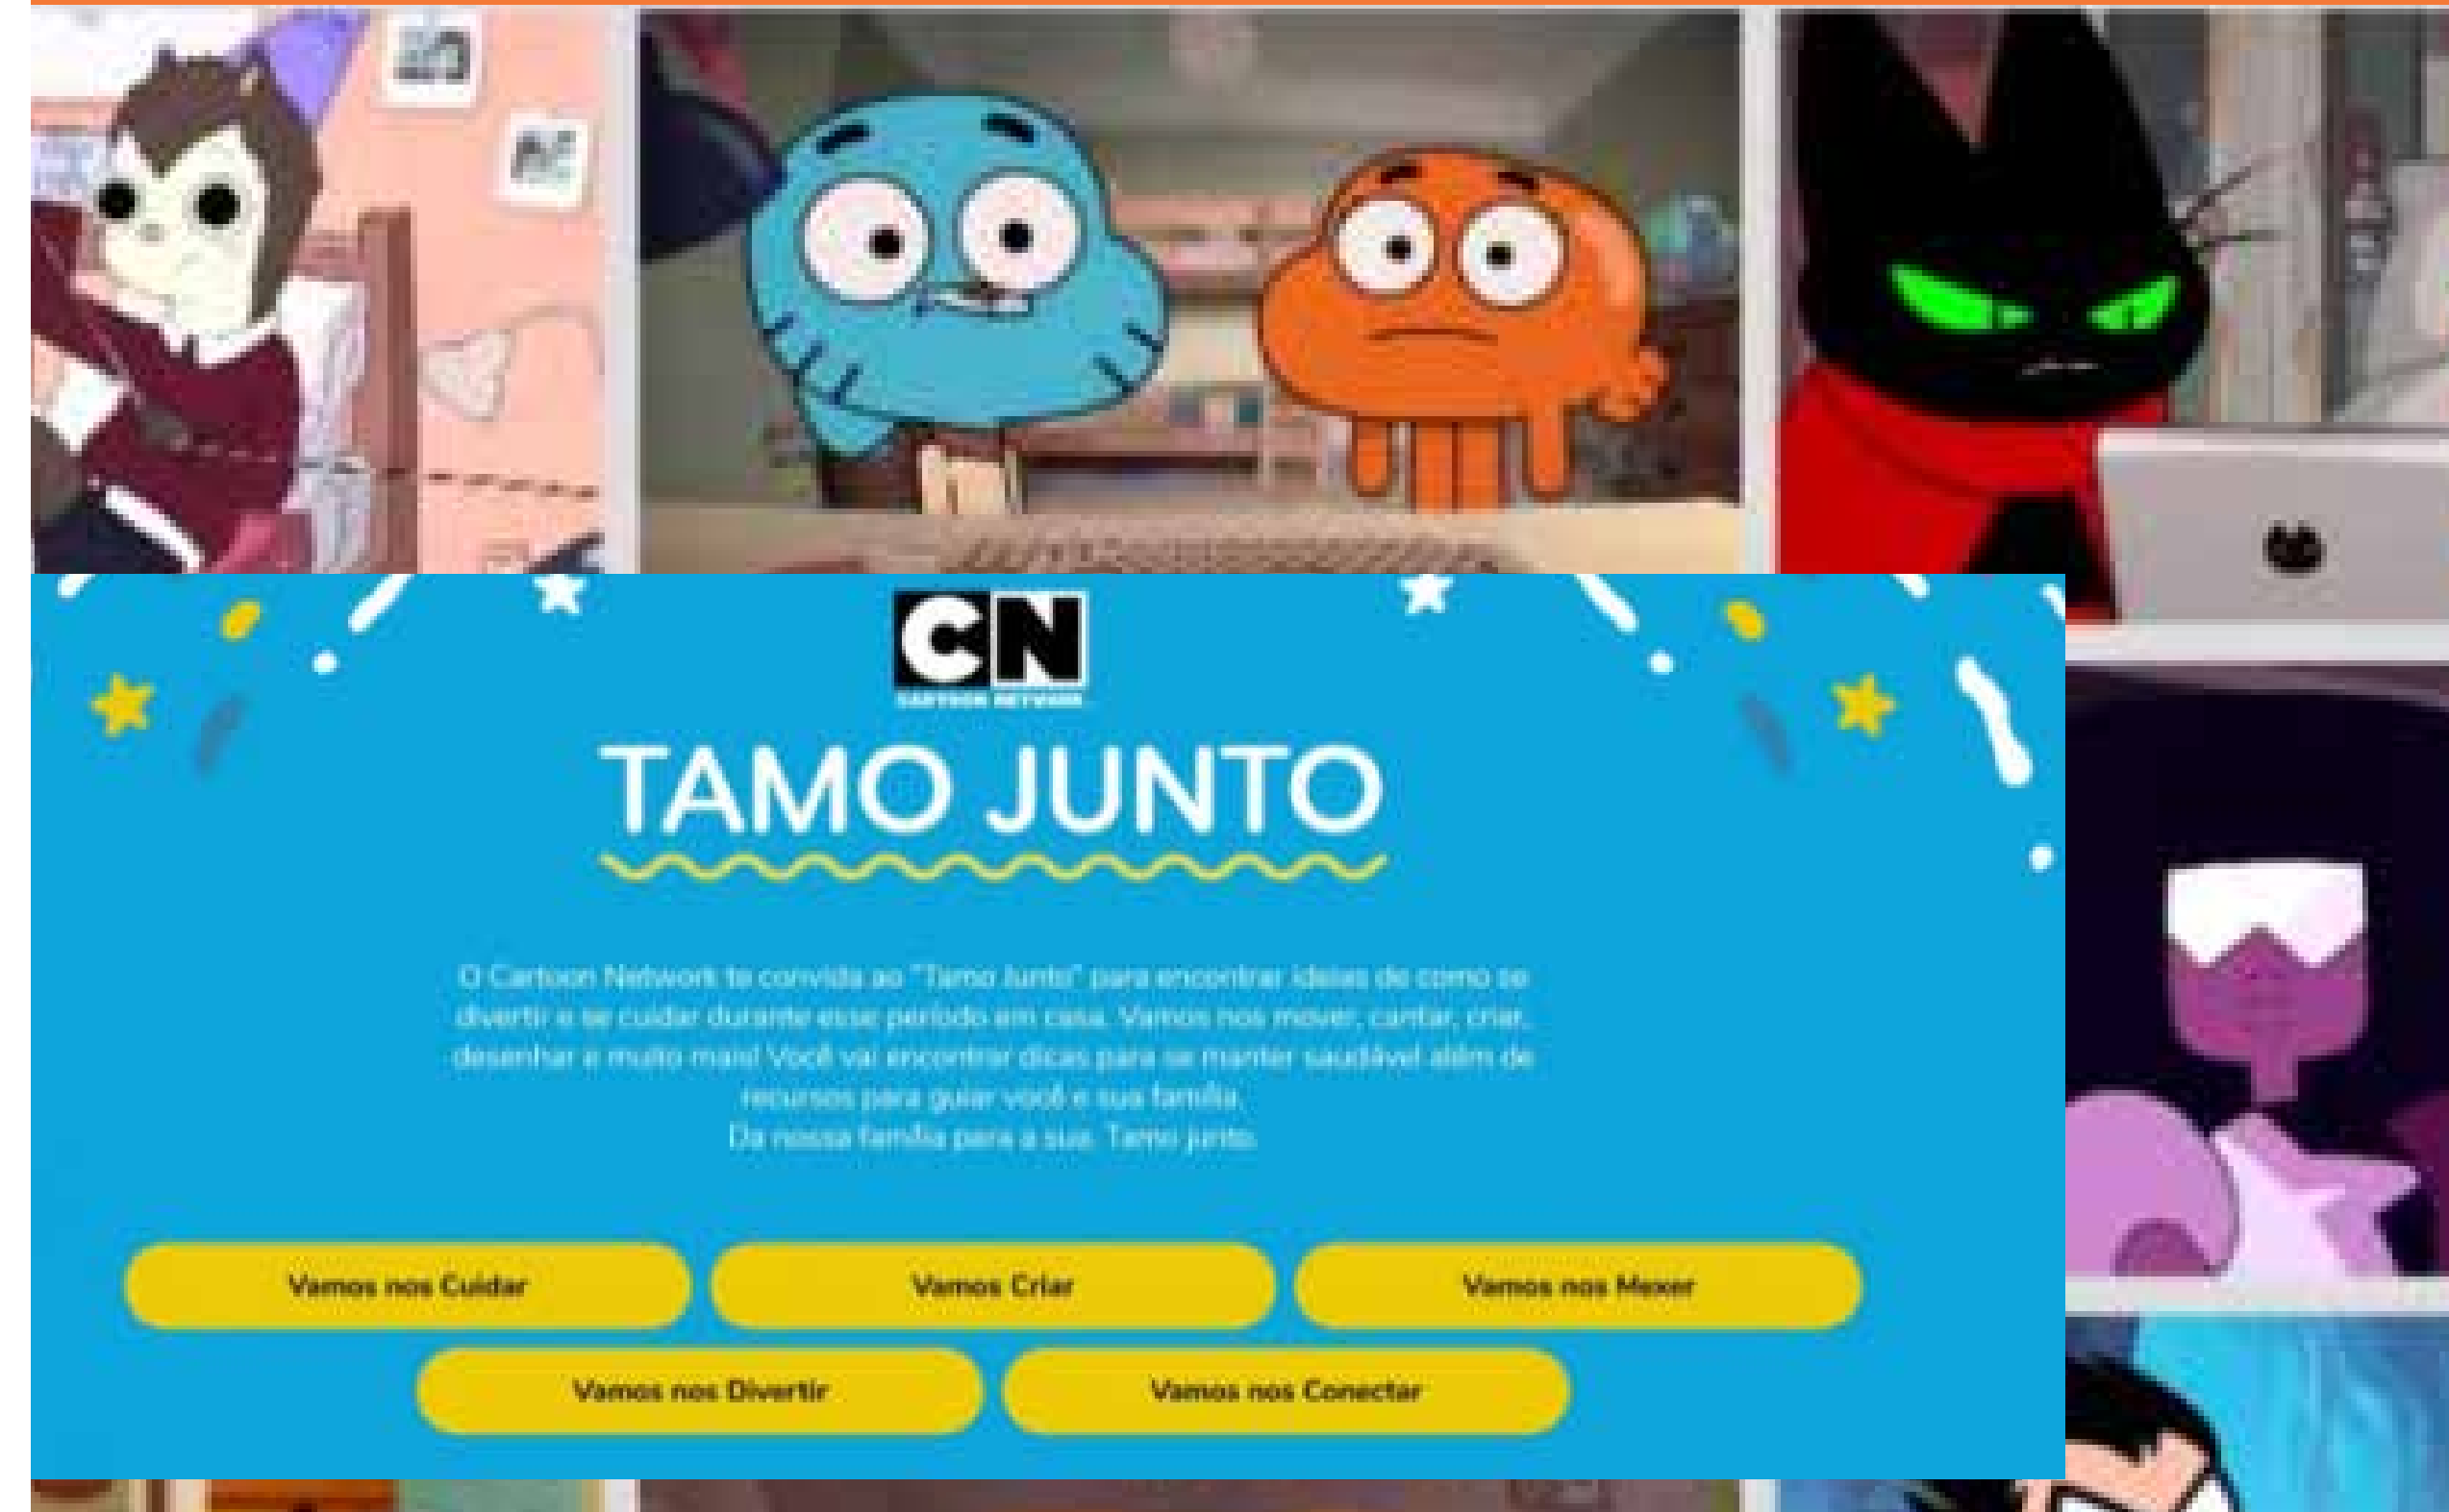 CN
CARTOON NETWORK
TAMO JUNTO
O Cartoon Network te convida ao "Tamo Junto" para encontrar ideias de como se
divertir e se cuidar durante esse período em casa. Vamos nos mover, cantar, criar,
desenhar e muito mais! Você vai encontrar dicas para se manter saudável além de
recursos para guiar você e sua família.
Da nossa família para a sua. Tamo junto.
Vamos nos Cuidar
Vamos Criar
Vamos nos Mexer
Vamos nos Divertir
Vamos nos Conectar